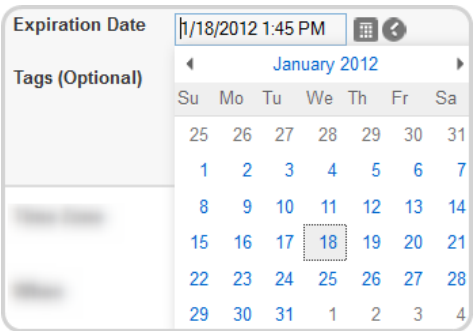 Expiration Date 1/18/2012 1:45 PM
Tags (Optional)
January 2012
Su Mo Tu We Th Fr Sa
25 26 27 28 29 30 31
1 2 3 4 5 6 7
8 9 10 11 12 13 14
15 16 17 18 19 20 21
22 23 24 25 26 27 28
29 30 31 1 2 3 4